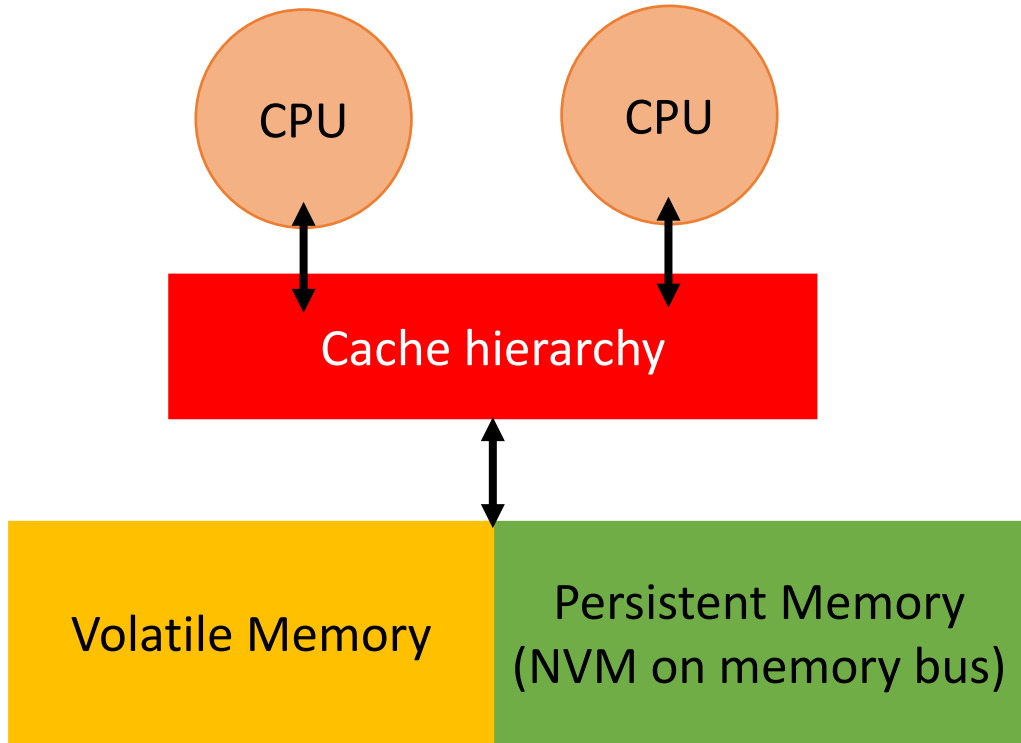 CPU
CPU
Cache hierarchy
Volatile Memory
Persistent Memory
(NVM on memory bus)